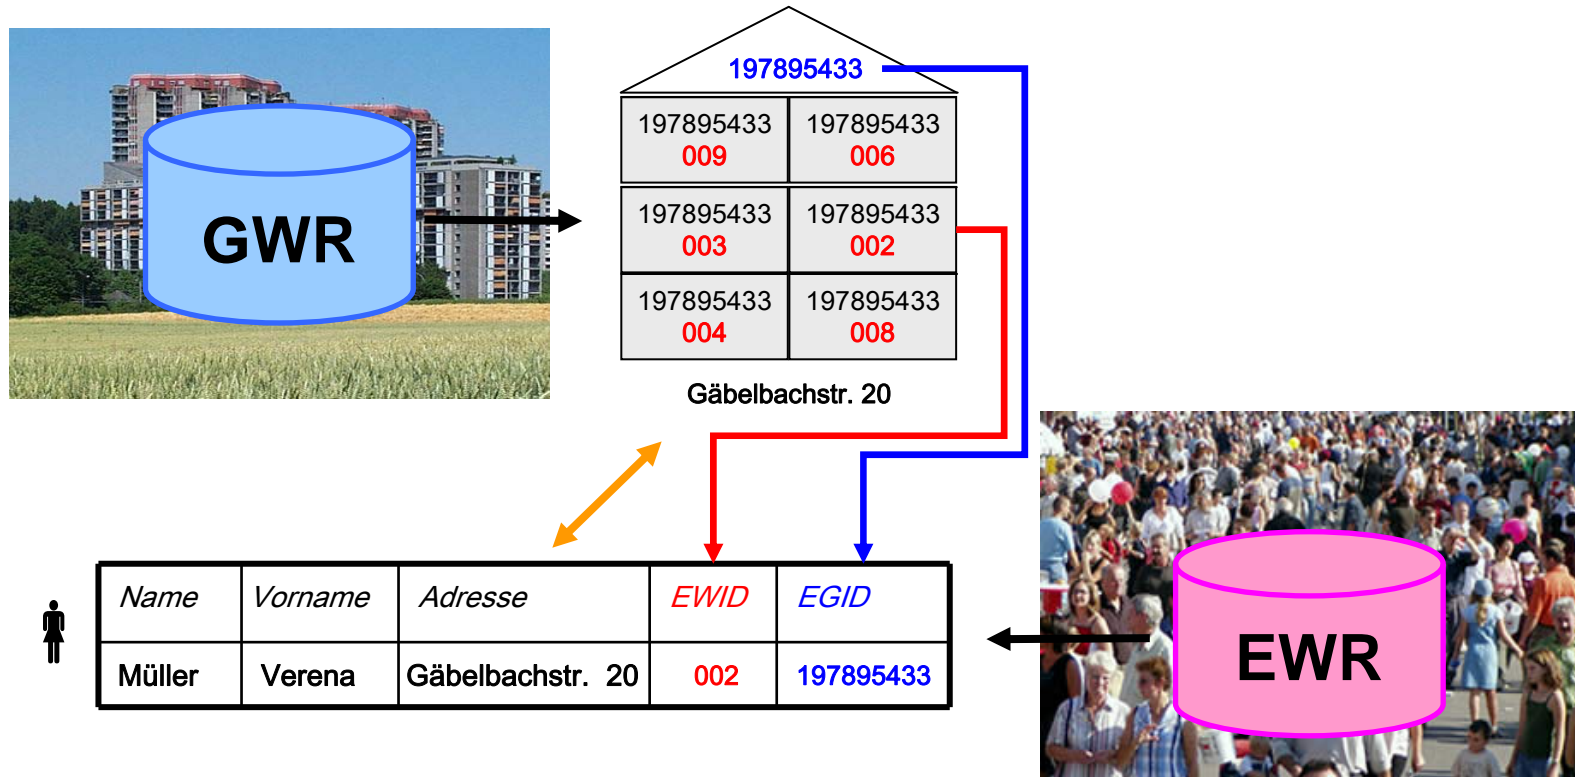 GWR
197895433
197895433 197895433
009 006
197895433 197895433
003 002
197895433 197895433
004 008
Gäbelbachstr. 20
Name Vorname Adresse EWID EGID
Müller Verena Gäbelbachstr. 20 002 197895433
EWR